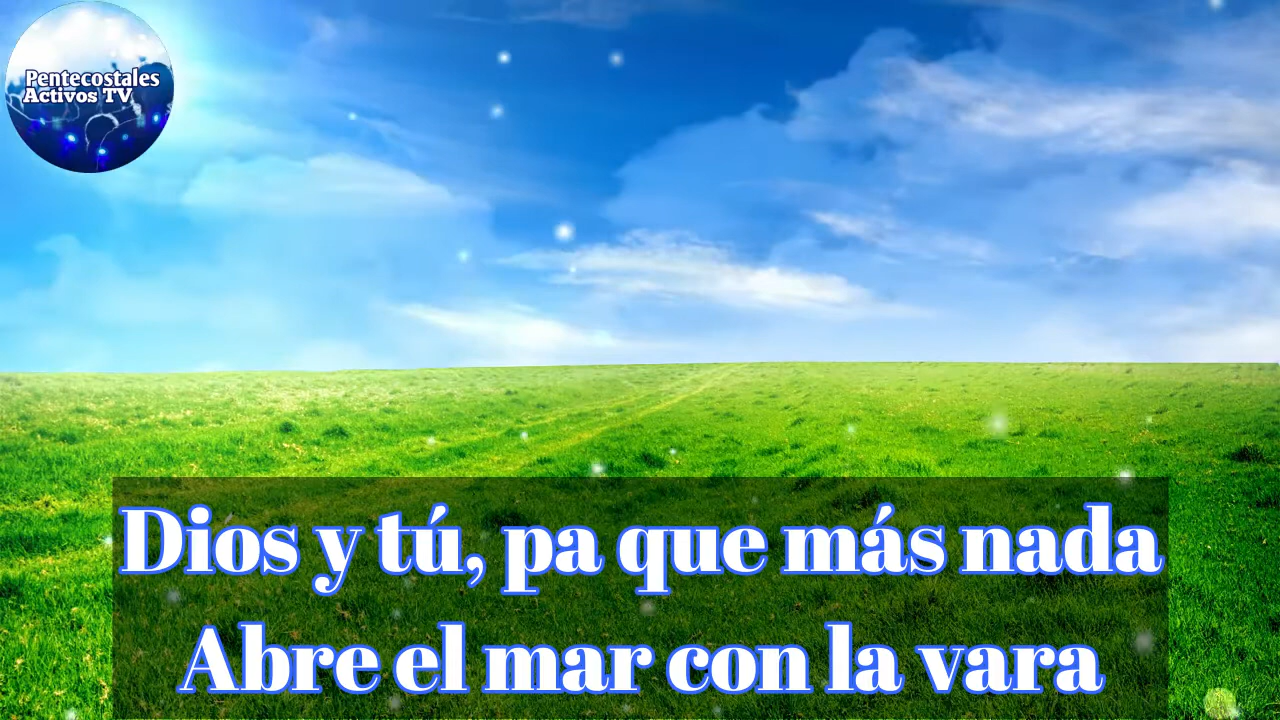 Pentecostales
Activos TV
Dios y tú, pa que más nada
Abre el mar con la vara